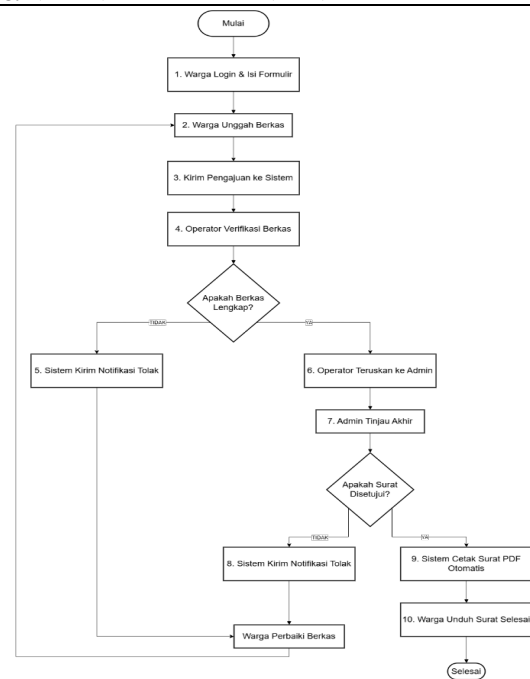 Mulai
1. Warga Login & Isi Formulir
2. Warga Unggah Berkas
3. Kirim Pengajuan ke Sistem
4. Operator Verifikasi Berkas
Apakah Berkas
Lengkap?
TIDAK
YA
5. Sistem Kirim Notifikasi Tolak
6. Operator Teruskan ke Admin
7. Admin Tinjau Akhir
Apakah Surat
Disetujui?
TIDAK
YA
8. Sistem Kirim Notifikasi Tolak
9. Sistem Cetak Surat PDF
Otomatis
Warga Perbaiki Berkas
10. Warga Unduh Surat Selesai
Selesai